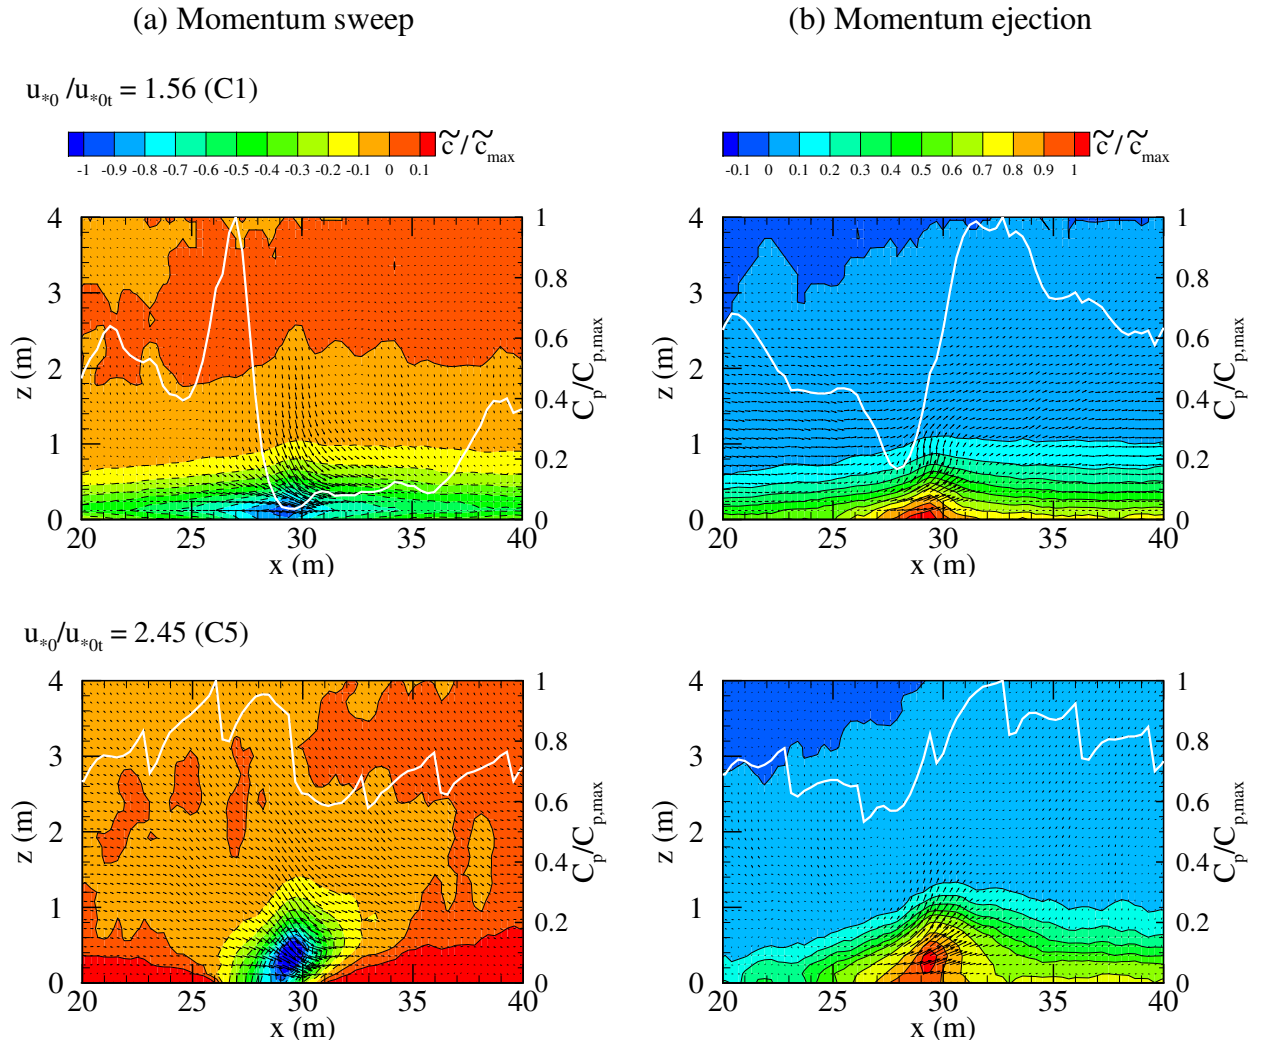 (a) Momentum sweep
(b) Momentum ejection
u*0 /u*0t = 1.56 (C1)
-1 -0.9 -0.8 -0.7 -0.6 -0.5 -0.4 -0.3 -0.2 -0.1 0 0.1
c̃ / c̃max
-0.1 0 0.1 0.2 0.3 0.4 0.5 0.6 0.7 0.8 0.9 1
c̃ / c̃max
4 3 2 1 0
z (m)
20 25 30 35 40
x (m)
1 0.8 0.6 0.4 0.2 0
Cp/Cp,max
4 3 2 1 0
z (m)
20 25 30 35 40
x (m)
1 0.8 0.6 0.4 0.2 0
Cp/Cp,max
u*0/u*0t = 2.45 (C5)
4 3 2 1 0
z (m)
20 25 30 35 40
x (m)
1 0.8 0.6 0.4 0.2 0
Cp/Cp,max
4 3 2 1 0
z (m)
20 25 30 35 40
x (m)
1 0.8 0.6 0.4 0.2 0
Cp/Cp,max